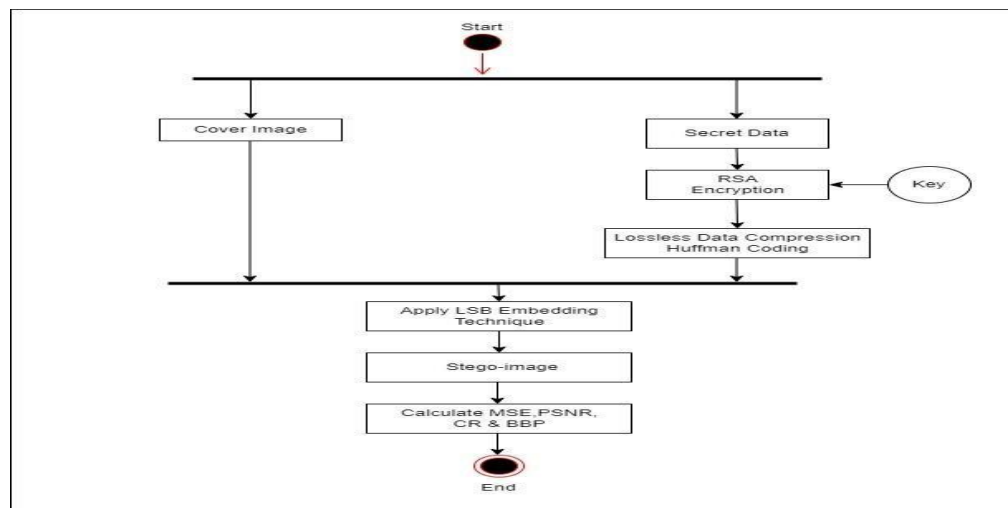 Start
Cover Image
Secret Data
RSA
Encryption
Key
Lossless Data Compression
Huffman Coding
Apply LSB Embedding
Technique
Stego-image
Calculate MSE,PSNR,
CR & BBP
End